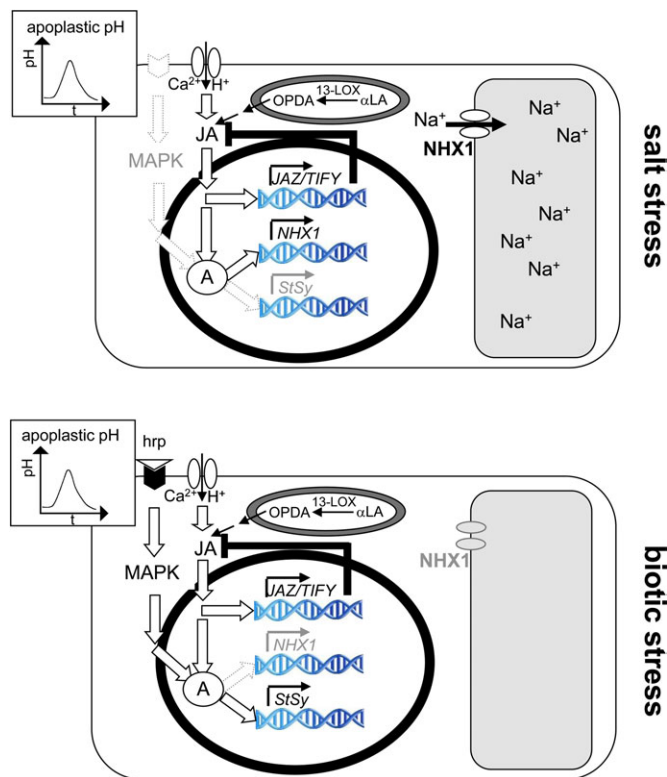 apoplastic pH
pH
t
Ca²⁺
H⁺
13-LOX
OPDA
αLA
JA
MAPK
JAZ/TIFY
NHX1
A
StSy
Na⁺
NHX1
Na⁺
Na⁺
Na⁺
Na⁺
Na⁺
Na⁺
Na⁺
salt stress
apoplastic pH
pH
t
hrp
Ca²⁺
H⁺
13-LOX
OPDA
αLA
JA
MAPK
JAZ/TIFY
NHX1
A
StSy
NHX1
biotic stress